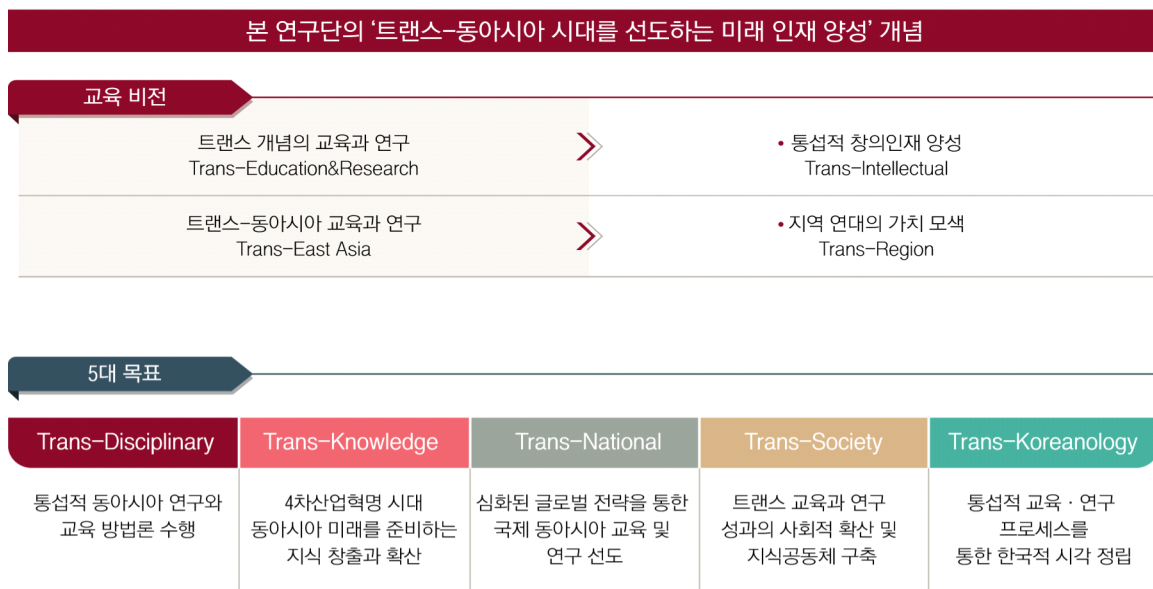 본 연구단의 ‘트랜스-동아시아 시대를 선도하는 미래 인재 양성’ 개념
교육 비전
트랜스 개념의 교육과 연구
Trans-Education&Research
• 통섭적 창의인재 양성
Trans-Intellectual
트랜스-동아시아 교육과 연구
Trans-East Asia
• 지역 연대의 가치 모색
Trans-Region
5대 목표
Trans-Disciplinary
통섭적 동아시아 연구와
교육 방법론 수행
Trans-Knowledge
4차산업혁명 시대
동아시아 미래를 준비하는
지식 창출과 확산
Trans-National
심화된 글로벌 전략을 통한
국제 동아시아 교육 및
연구 선도
Trans-Society
트랜스 교육과 연구
성과의 사회적 확산 및
지식공동체 구축
Trans-Koreanology
통섭적 교육 · 연구
프로세스를
통한 한국적 시각 정립